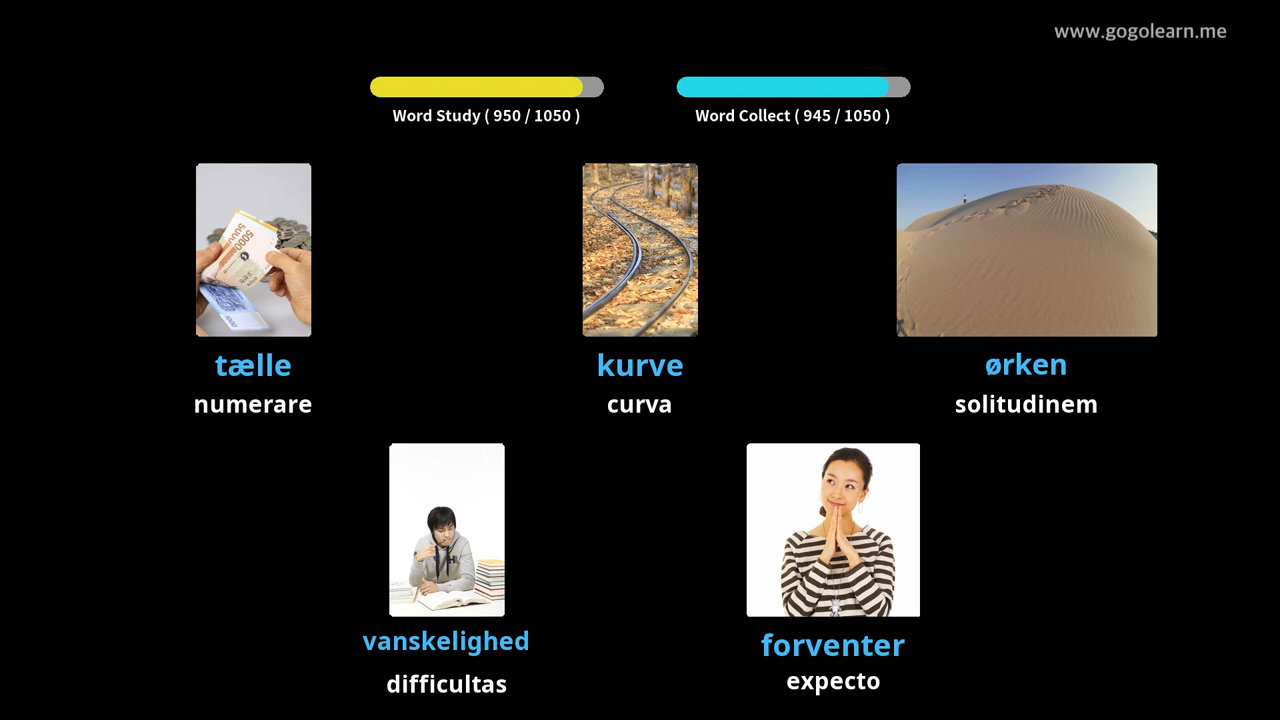 www.gogolearn.me
Word Study ( 950 / 1050 )
Word Collect ( 945 / 1050 )
tælle
kurve
ørken
numerare
curva
solitudinem
vanskelighed
forventer
difficultas
expecto